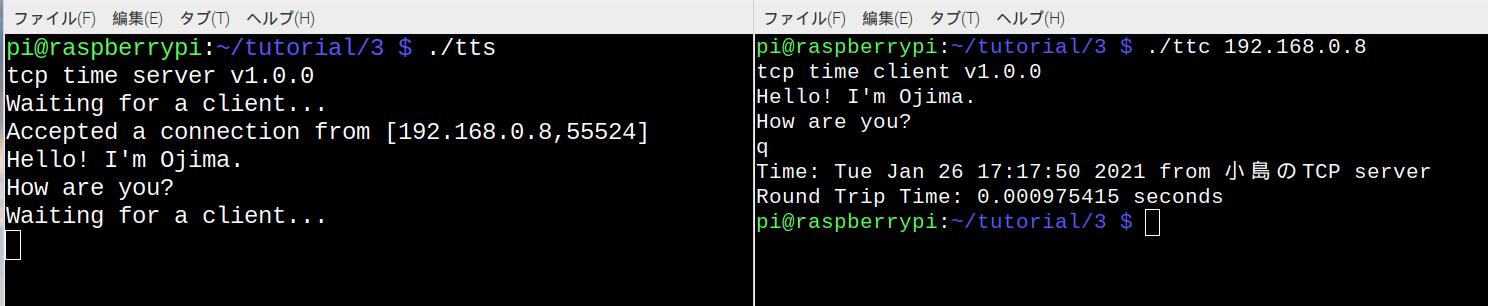 ファイル(F) 編集(E) タブ(T) ヘルプ(H)
pi@raspberrypi:~/tutorial/3 $ ./tts
tcp time server v1.0.0
Waiting for a client...
Accepted a connection from [192.168.0.8,55524]
Hello! I'm Ojima.
How are you?
Waiting for a client...
ファイル(F) 編集(E) タブ(T) ヘルプ(H)
pi@raspberrypi:~/tutorial/3 $ ./ttc 192.168.0.8
tcp time client v1.0.0
Hello! I'm Ojima.
How are you?
q
Time: Tue Jan 26 17:17:50 2021 from 小島のTCP server
Round Trip Time: 0.000975415 seconds
pi@raspberrypi:~/tutorial/3 $